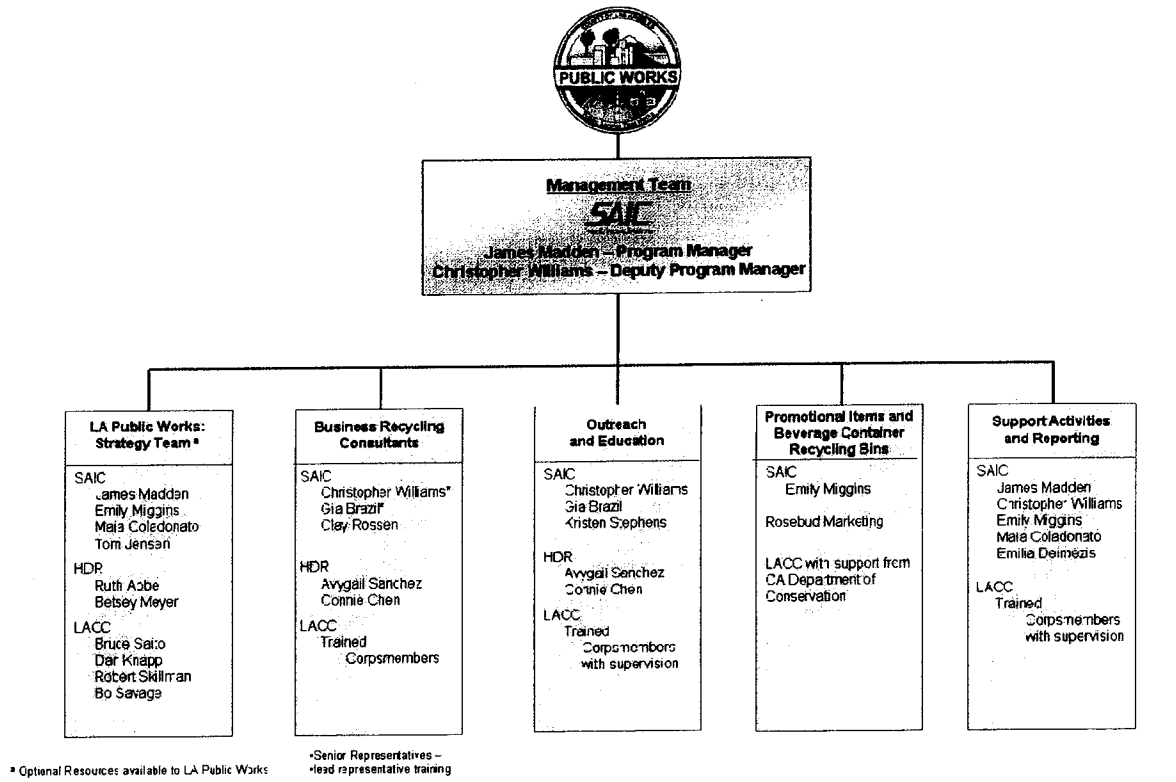 PUBLIC WORKS
Management Team
SAIC
James Madden – Program Manager
Christopher Williams – Deputy Program Manager
LA Public Works:
Strategy Team a
SAIC
James Madden
Emily Miggins
Maia Coladonato
Tom Jensen
HDR
Ruth Abbe
Betsey Meyer
LACC
Bruce Saito
Dan Knapp
Robert Skillman
Bo Savage
Business Recycling
Consultants
SAIC
Christopher Williams*
Gia Brazil*
Clay Rossen
HDR
Avygail Sanchez
Connie Chen
LACC
Trained
Corpsmembers
Outreach
and Education
SAIC
Christopher Williams
Gia Brazil
Kristen Stephens
HDR
Avygail Sanchez
Connie Chen
LACC
Trained
Corpsmembers
with supervision
Promotional Items and
Beverage Container
Recycling Bins
SAIC
Emily Miggins
Rosebud Marketing
LACC with support from
CA Department of
Conservation
Support Activities
and Reporting
SAIC
James Madden
Christopher Williams
Emily Miggins
Maia Coladonato
Emilia Deimezis
LACC
Trained
Corpsmembers
with supervision
a Optional Resources available to LA Public Works
*Senior Representatives –
*lead representative training